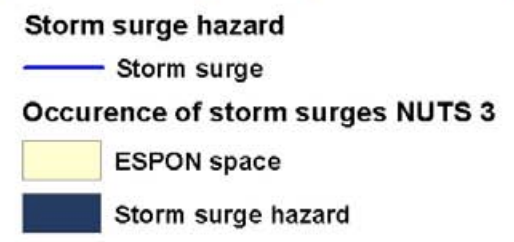 Storm surge hazard
Storm surge
Occurence of storm surges NUTS 3
ESPON space
Storm surge hazard